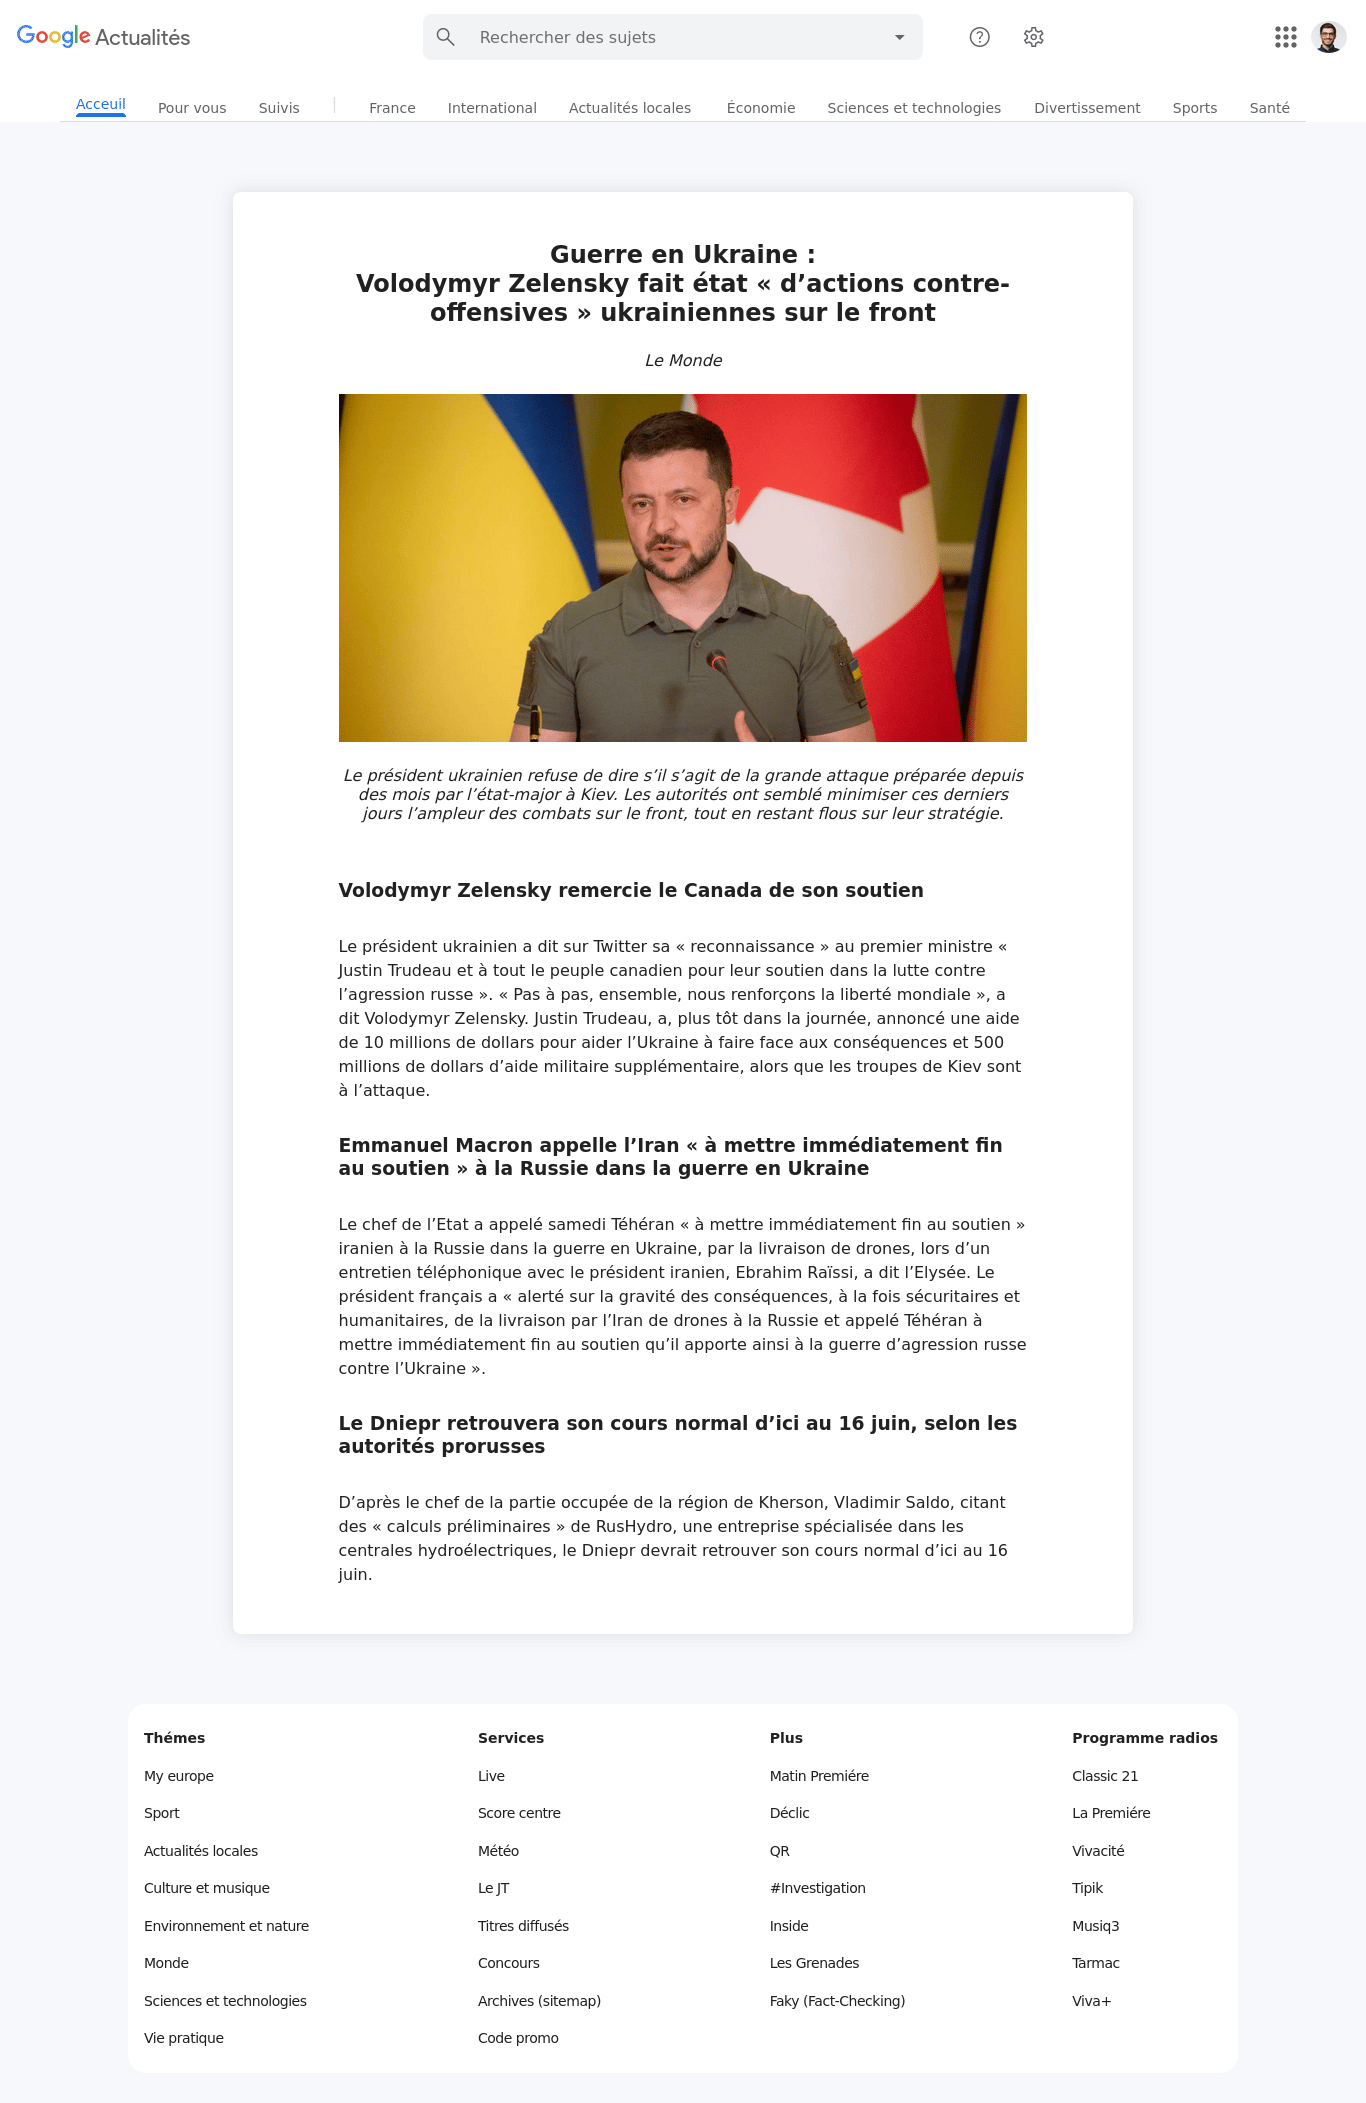 Google Actualités
Rechercher des sujets
Acceuil
Pour vous
Suivis
France
International
Actualités locales
Économie
Sciences et technologies
Divertissement
Sports
Santé
Guerre en Ukraine :
Volodymyr Zelensky fait état « d’actions contre-
offensives » ukrainiennes sur le front
Le Monde
Le président ukrainien refuse de dire s’il s’agit de la grande attaque préparée depuis
des mois par l’état-major à Kiev. Les autorités ont semblé minimiser ces derniers
jours l’ampleur des combats sur le front, tout en restant flous sur leur stratégie.
Volodymyr Zelensky remercie le Canada de son soutien
Le président ukrainien a dit sur Twitter sa « reconnaissance » au premier ministre «
Justin Trudeau et à tout le peuple canadien pour leur soutien dans la lutte contre
l’agression russe ». « Pas à pas, ensemble, nous renforçons la liberté mondiale », a
dit Volodymyr Zelensky. Justin Trudeau, a, plus tôt dans la journée, annoncé une aide
de 10 millions de dollars pour aider l’Ukraine à faire face aux conséquences et 500
millions de dollars d’aide militaire supplémentaire, alors que les troupes de Kiev sont
à l’attaque.
Emmanuel Macron appelle l’Iran « à mettre immédiatement fin
au soutien » à la Russie dans la guerre en Ukraine
Le chef de l’Etat a appelé samedi Téhéran « à mettre immédiatement fin au soutien »
iranien à la Russie dans la guerre en Ukraine, par la livraison de drones, lors d’un
entretien téléphonique avec le président iranien, Ebrahim Raïssi, a dit l’Elysée. Le
président français a « alerté sur la gravité des conséquences, à la fois sécuritaires et
humanitaires, de la livraison par l’Iran de drones à la Russie et appelé Téhéran à
mettre immédiatement fin au soutien qu’il apporte ainsi à la guerre d’agression russe
contre l’Ukraine ».
Le Dniepr retrouvera son cours normal d’ici au 16 juin, selon les
autorités prorusses
D’après le chef de la partie occupée de la région de Kherson, Vladimir Saldo, citant
des « calculs préliminaires » de RusHydro, une entreprise spécialisée dans les
centrales hydroélectriques, le Dniepr devrait retrouver son cours normal d’ici au 16
juin.
Thémes
My europe
Sport
Actualités locales
Culture et musique
Environnement et nature
Monde
Sciences et technologies
Vie pratique
Services
Live
Score centre
Météo
Le JT
Titres diffusés
Concours
Archives (sitemap)
Code promo
Plus
Matin Premiére
Déclic
QR
#Investigation
Inside
Les Grenades
Faky (Fact-Checking)
Programme radios
Classic 21
La Premiére
Vivacité
Tipik
Musiq3
Tarmac
Viva+